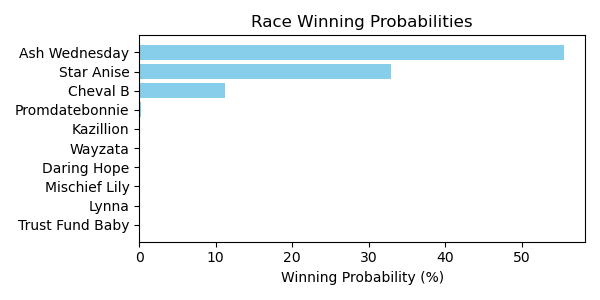 Race Winning Probabilities
Ash Wednesday
Star Anise
Cheval B
Promdatebonnie
Kazillion
Wayzata
Daring Hope
Mischief Lily
Lynna
Trust Fund Baby
0 10 20 30 40 50
Winning Probability (%)